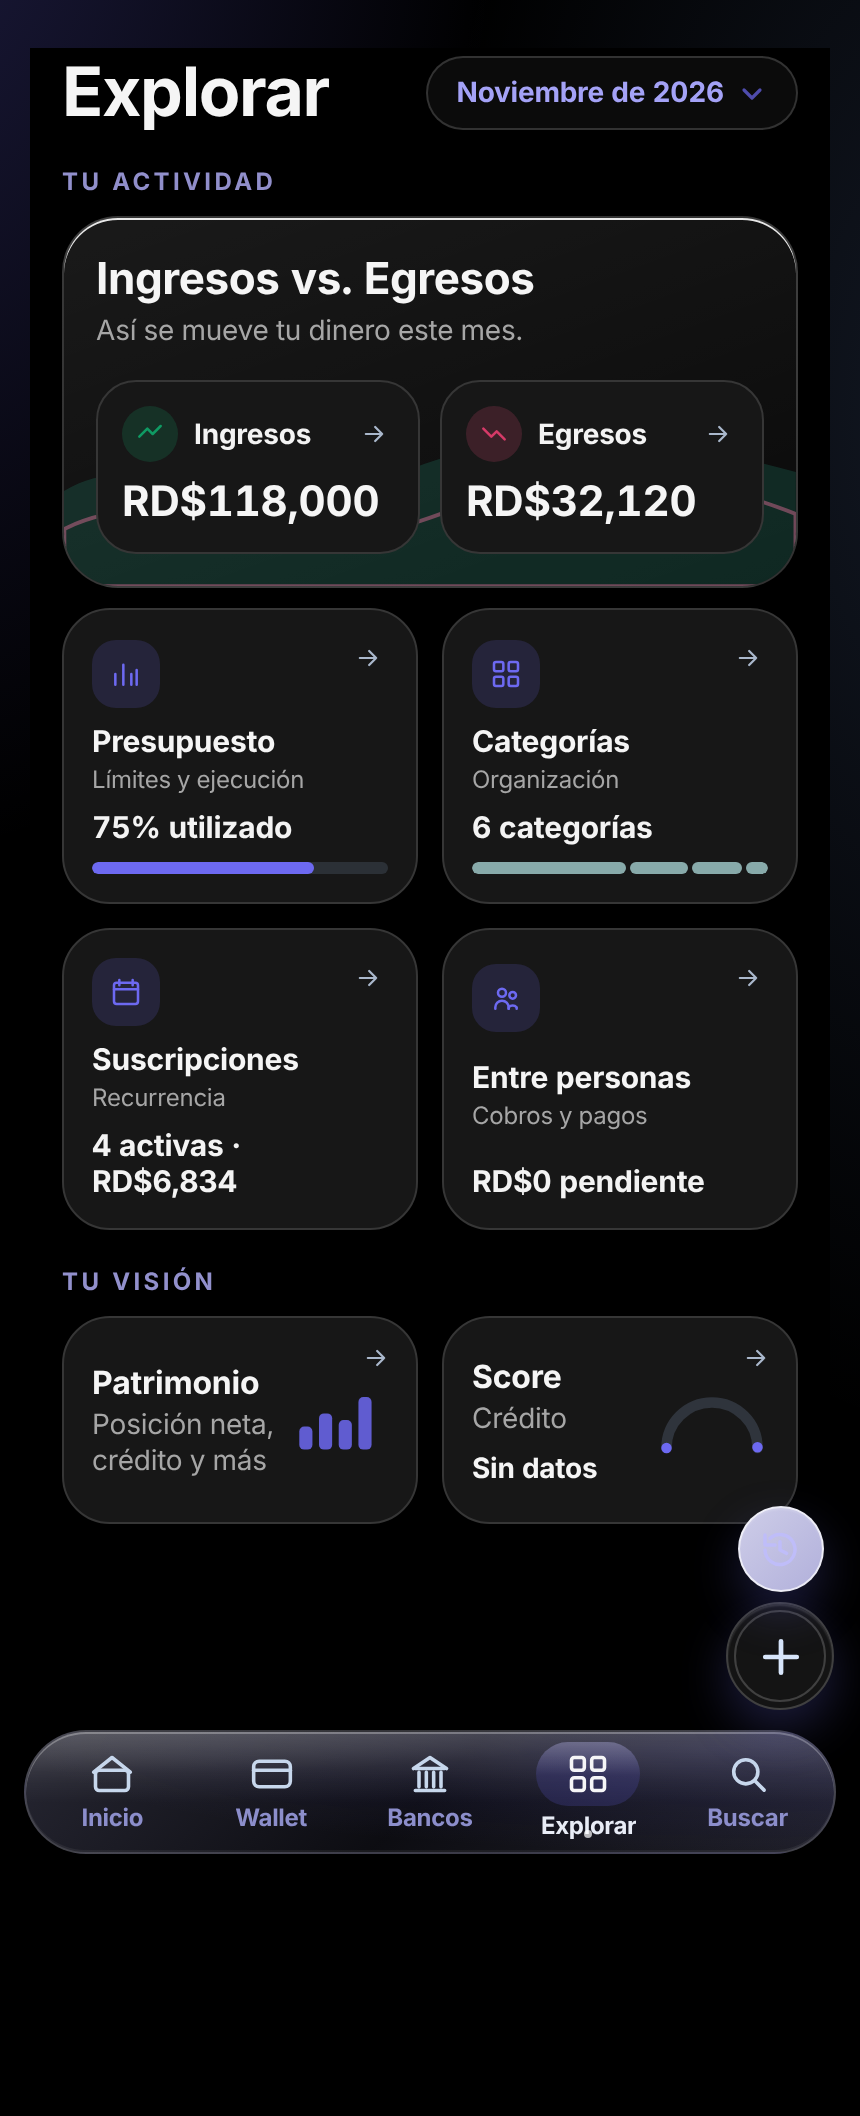 Explorar
Noviembre de 2026
TU ACTIVIDAD
Ingresos vs. Egresos
Así se mueve tu dinero este mes.
Ingresos
RD$118,000
Egresos
RD$32,120
Presupuesto
Límites y ejecución
75% utilizado
Categorías
Organización
6 categorías
Suscripciones
Recurrencia
4 activas ·
RD$6,834
Entre personas
Cobros y pagos
RD$0 pendiente
TU VISIÓN
Patrimonio
Posición neta,
crédito y más
Score
Crédito
Sin datos
Inicio
Wallet
Bancos
Explorar
Buscar